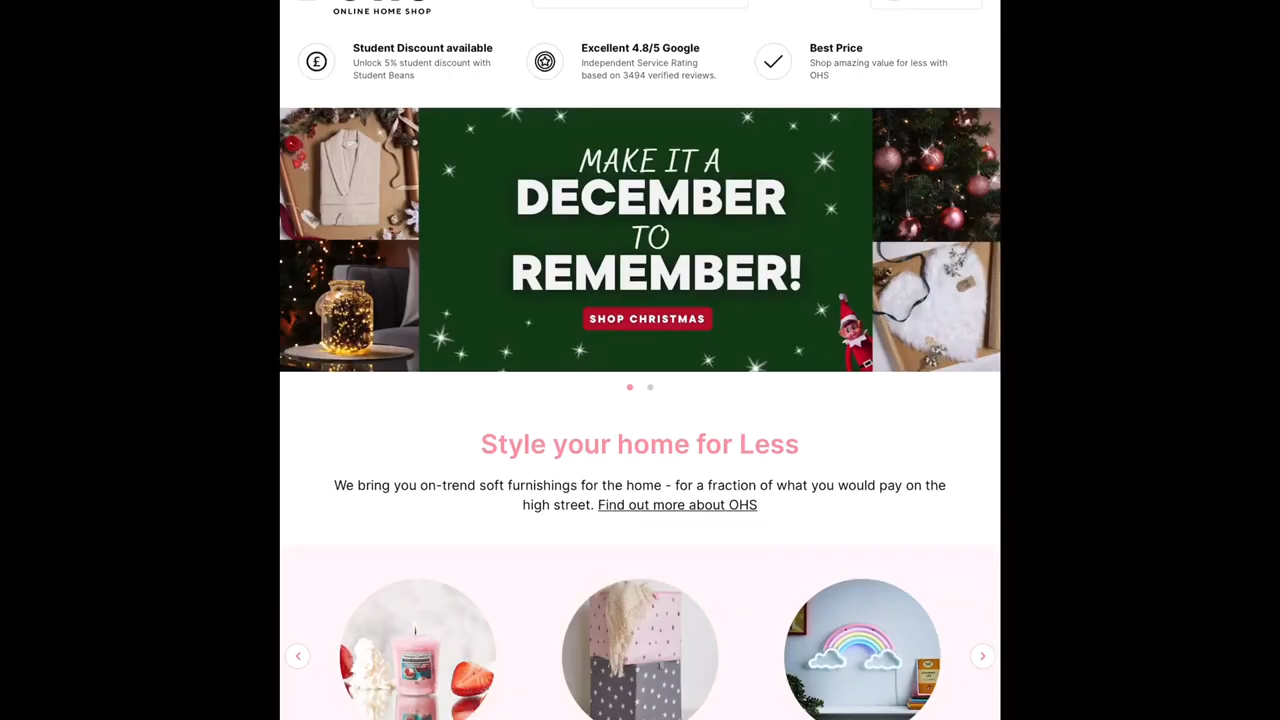 ONLINE HOME SHOP
Student Discount available
Unlock 5% student discount with
Student Beans
Excellent 4.8/5 Google
Independent Service Rating
based on 3494 verified reviews.
Best Price
Shop amazing value for less with
OHS
MAKE IT A
DECEMBER
TO
REMEMBER!
SHOP CHRISTMAS
Style your home for Less
We bring you on-trend soft furnishings for the home - for a fraction of what you would pay on the
high street. Find out more about OHS